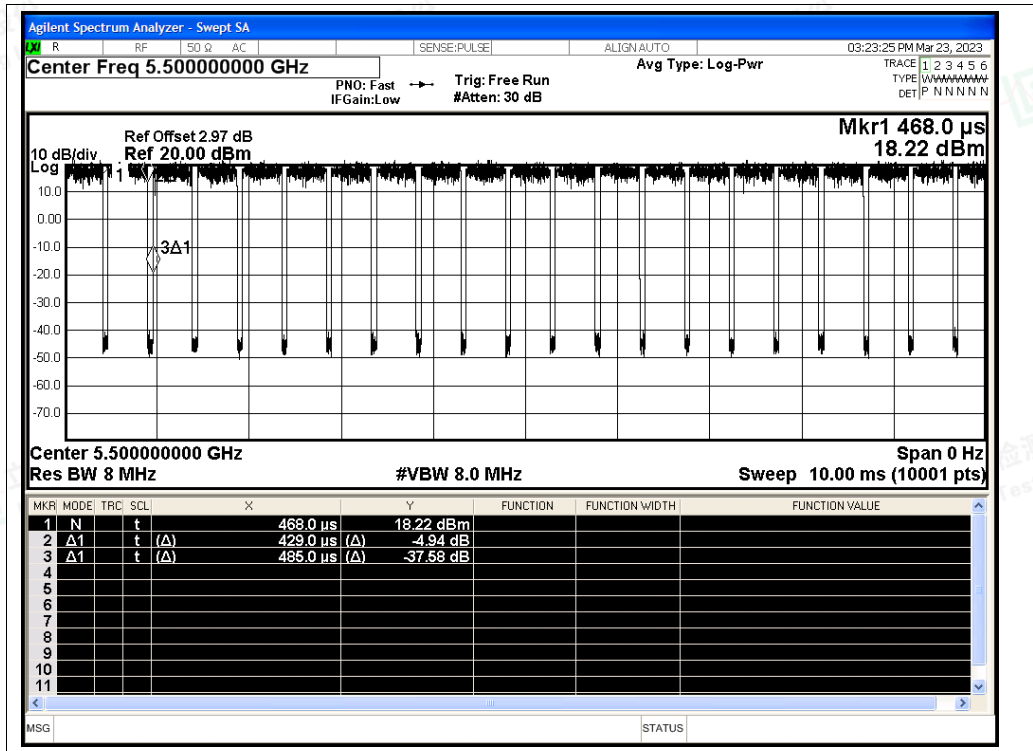 Agilent Spectrum Analyzer - Swept SA
LXI R RF 50 Ω AC SENSE:PULSE ALIGN AUTO 03:23:25 PM Mar 23, 2023
Center Freq 5.500000000 GHz
PNO: Fast
IFGain:Low
Trig: Free Run
#Atten: 30 dB
Avg Type: Log-Pwr
TRACE 1 2 3 4 5 6
TYPE WWWWWW
DET P N N N N N
Mkr1 468.0 µs
18.22 dBm
Ref Offset 2.97 dB
10 dB/div Ref 20.00 dBm
Log
1
10.0
0.00
-10.0
3Δ1
-20.0
-30.0
-40.0
-50.0
-60.0
-70.0
Center 5.500000000 GHz Span 0 Hz
Res BW 8 MHz #VBW 8.0 MHz Sweep 10.00 ms (10001 pts)
MKR MODE TRC SCL X Y FUNCTION FUNCTION WIDTH FUNCTION VALUE
1 N t 468.0 µs 18.22 dBm
2 Δ1 t (Δ) 429.0 µs (Δ) -4.94 dB
3 Δ1 t (Δ) 485.0 µs (Δ) -37.58 dB
4
5
6
7
8
9
10
11
MSG STATUS